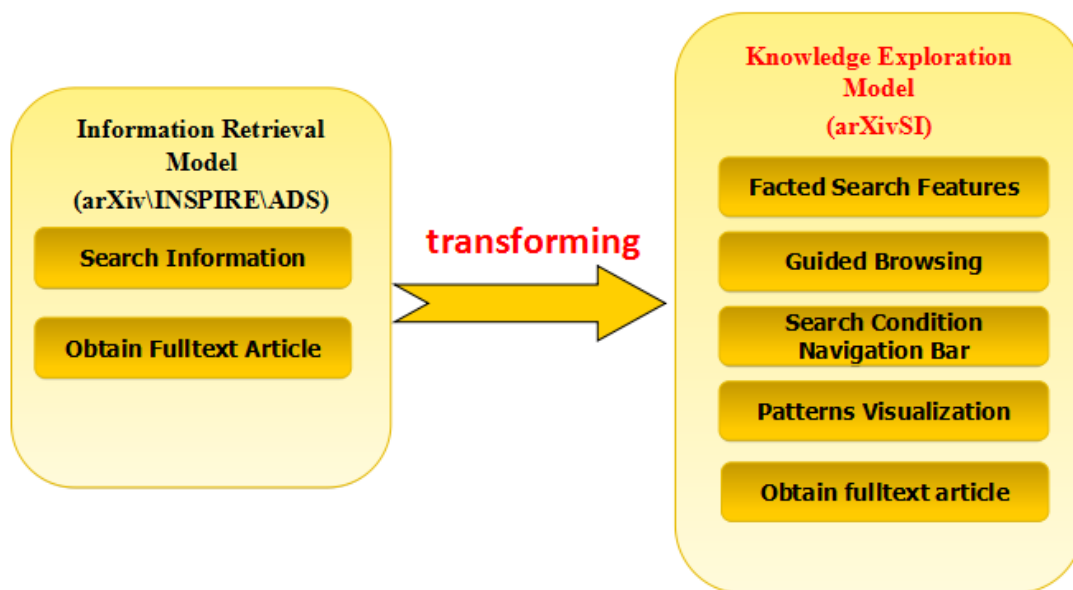 Information Retrieval
Model
(arXiv\INSPIRE\ADS)
Search Information
Obtain Fulltext Article
transforming
Knowledge Exploration
Model
(arXivSI)
Facted Search Features
Guided Browsing
Search Condition
Navigation Bar
Patterns Visualization
Obtain fulltext article